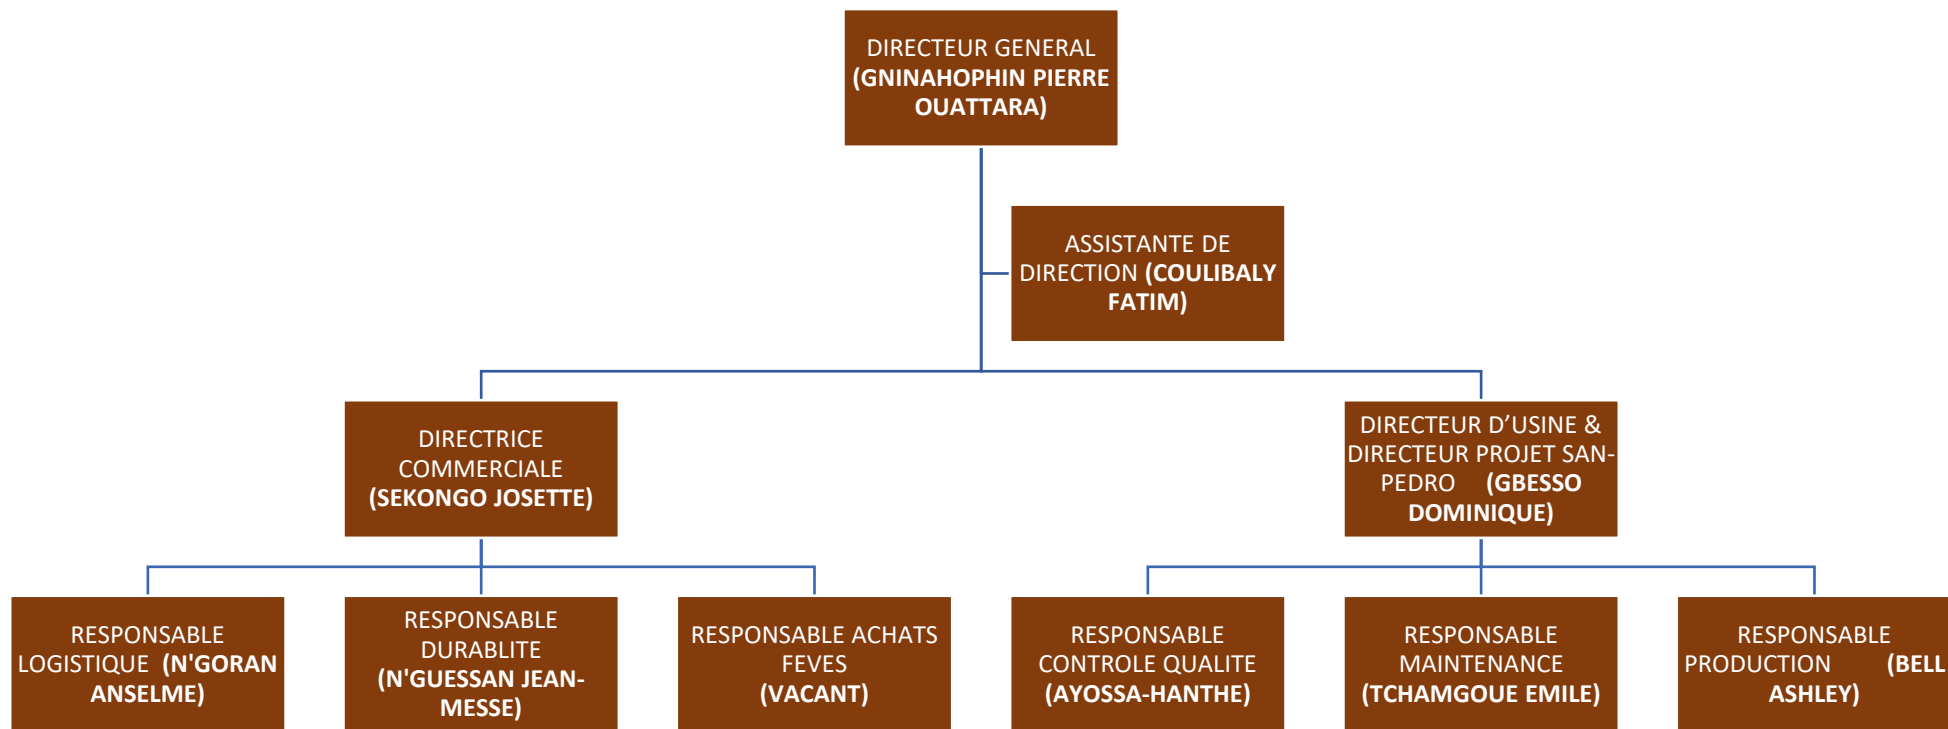 DIRECTEUR GENERAL
(GNINAHOPHIN PIERRE
OUATTARA)
ASSISTANTE DE
DIRECTION (COULIBALY
FATIM)
DIRECTRICE
COMMERCIALE
(SEKONGO JOSETTE)
DIRECTEUR D’USINE &
DIRECTEUR PROJET SAN-
PEDRO (GBESSO
DOMINIQUE)
RESPONSABLE
LOGISTIQUE (N'GORAN
ANSELME)
RESPONSABLE
DURABLITE
(N'GUESSAN JEAN-
MESSE)
RESPONSABLE ACHATS
FEVES
(VACANT)
RESPONSABLE
CONTROLE QUALITE
(AYOSSA-HANTHE)
RESPONSABLE
MAINTENANCE
(TCHAMGOUE EMILE)
RESPONSABLE
PRODUCTION (BELL
ASHLEY)